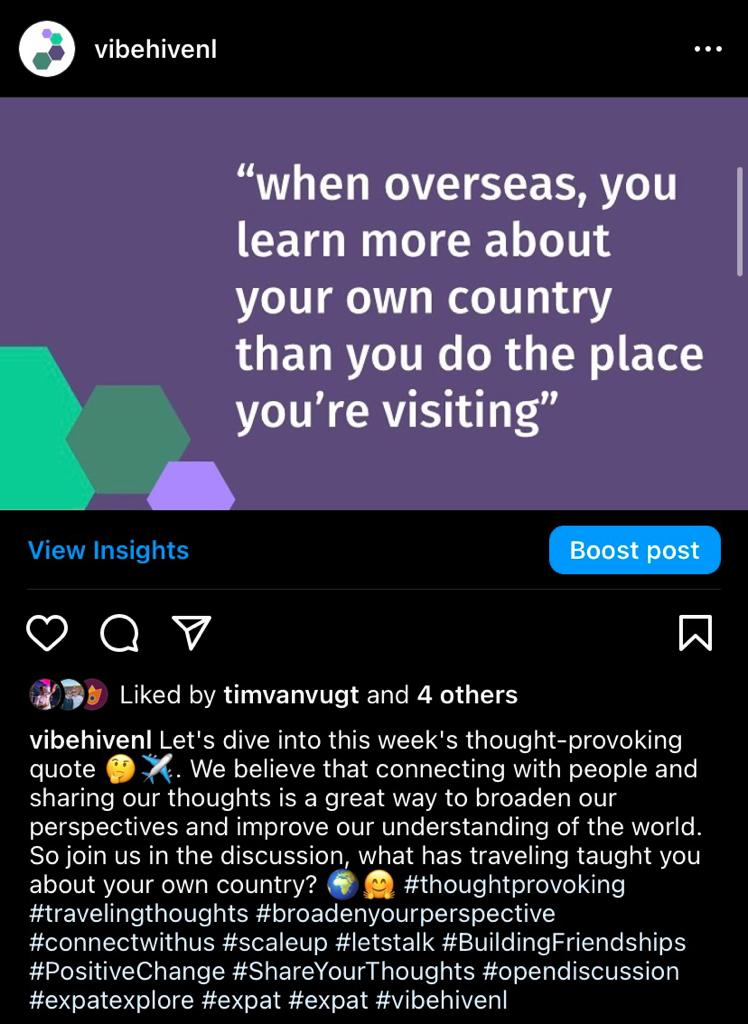 vibehivenl
“when overseas, you
learn more about
your own country
than you do the place
you’re visiting”
View Insights
Boost post
Liked by timvanvugt and 4 others
vibehivenl Let's dive into this week's thought-provoking
quote 🤔✈️. We believe that connecting with people and
sharing our thoughts is a great way to broaden our
perspectives and improve our understanding of the world.
So join us in the discussion, what has traveling taught you
about your own country? 🌍🤗 #thoughtprovoking
#travelingthoughts #broadenyourperspective
#connectwithus #scaleup #letstalk #BuildingFriendships
#PositiveChange #ShareYourThoughts #opendiscussion
#expatexplore #expat #expat #vibehivenl